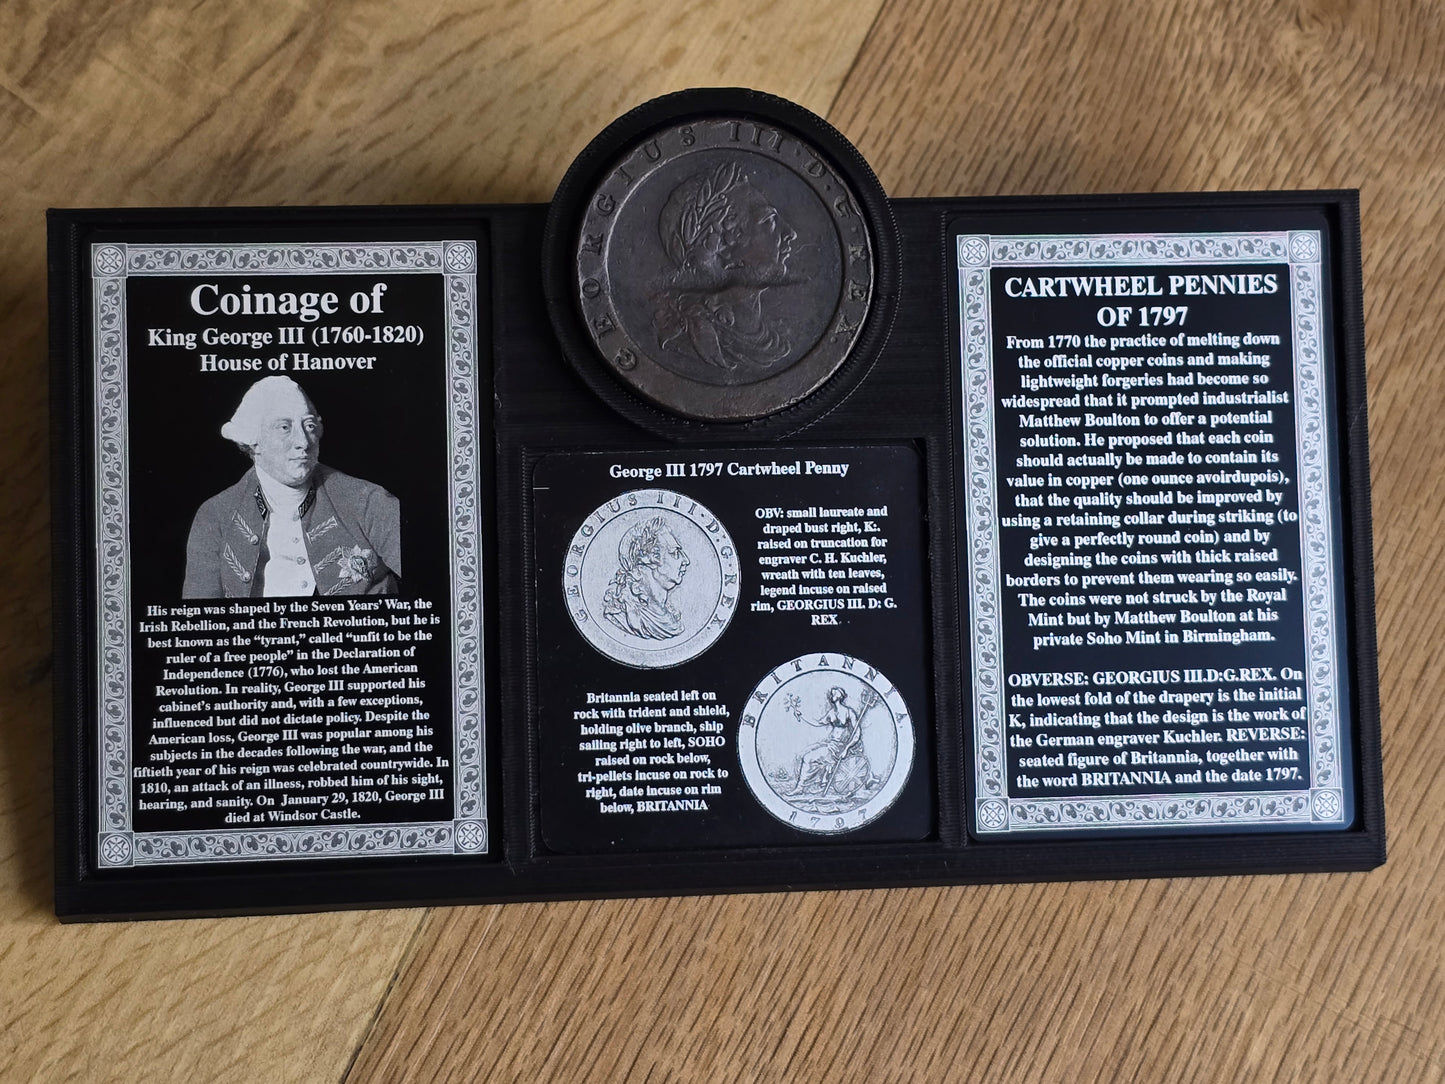 Coinage of
King George III (1760-1820)
House of Hanover
His reign was shaped by the Seven Years' War, the
Irish Rebellion, and the French Revolution, but he is
best known as the “tyrant,” called “unfit to be the
ruler of a free people” in the Declaration of
Independence (1776), who lost the American
Revolution. In reality, George III supported his
cabinet's authority and, with a few exceptions,
influenced but did not dictate policy. Despite the
American loss, George III was popular among his
subjects in the decades following the war, and the
fiftieth year of his reign was celebrated countrywide. In
1810, an attack of an illness, robbed him of his sight,
hearing, and sanity. On January 29, 1820, George III
died at Windsor Castle.
GEORGIUS III·D·G·REX.
George III 1797 Cartwheel Penny
GEORGIUS III·D:G·REX.
OBV: small laureate and
draped bust right, K:.
raised on truncation for
engraver C. H. Kuchler,
wreath with ten leaves,
legend incuse on raised
rim, GEORGIUS III. D: G.
REX
Britannia seated left on
rock with trident and shield,
holding olive branch, ship
sailing right to left, SOHO
raised on rock below,
tri-pellets incuse on rock to
right, date incuse on rim
below, BRITANNIA
BRITANNIA
1797
CARTWHEEL PENNIES
OF 1797
From 1770 the practice of melting down
the official copper coins and making
lightweight forgeries had become so
widespread that it prompted industrialist
Matthew Boulton to offer a potential
solution. He proposed that each coin
should actually be made to contain its
value in copper (one ounce avoirdupois),
that the quality should be improved by
using a retaining collar during striking (to
give a perfectly round coin) and by
designing the coins with thick raised
borders to prevent them wearing so easily.
The coins were not struck by the Royal
Mint but by Matthew Boulton at his
private Soho Mint in Birmingham.
OBVERSE: GEORGIUS III.D:G.REX. On
the lowest fold of the drapery is the initial
K, indicating that the design is the work of
the German engraver Kuchler. REVERSE:
seated figure of Britannia, together with
the word BRITANNIA and the date 1797.